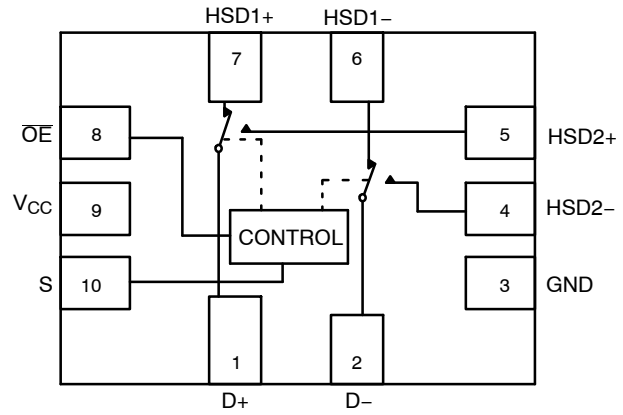 HSD1+ HSD1−
7 6
OE 8 5 HSD2+
VCC 9 4 HSD2−
CONTROL
S 10 3 GND
1 2
D+ D−